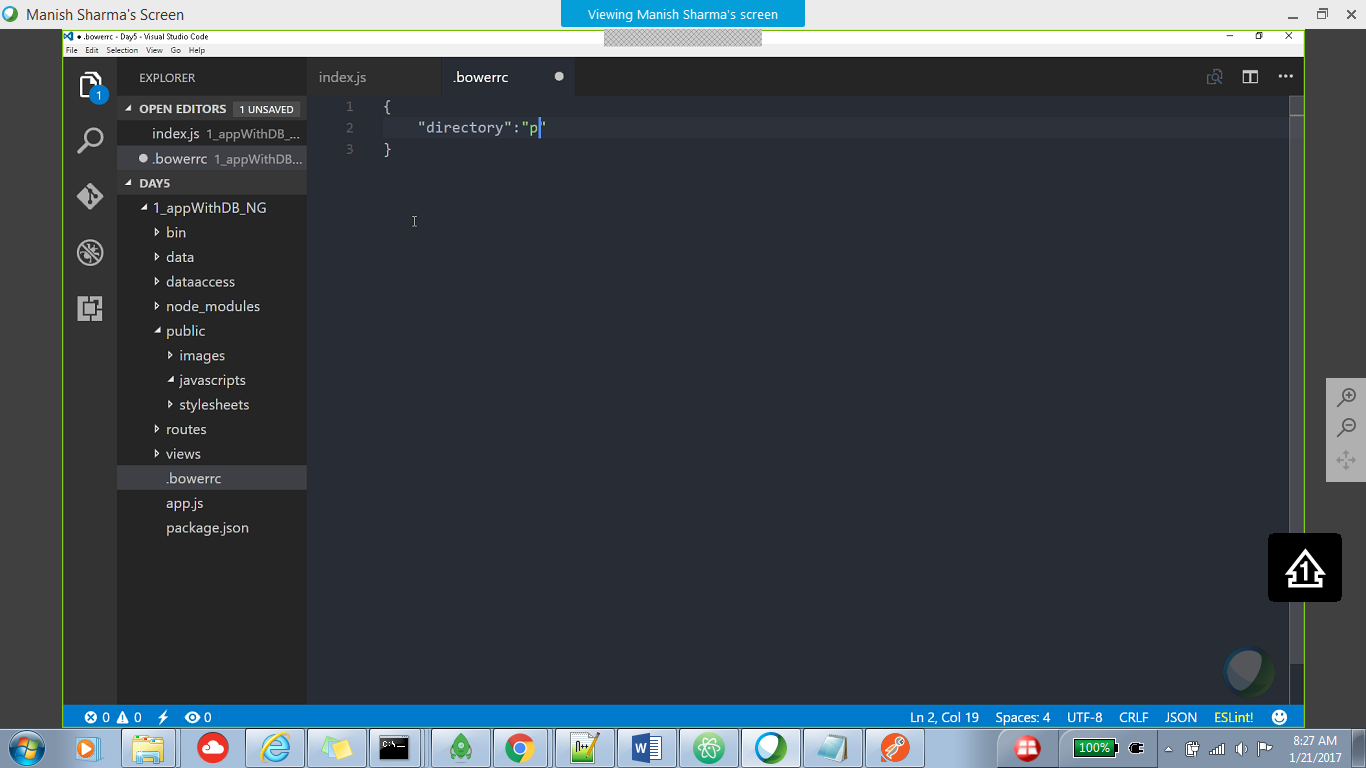 Manish Sharma's Screen
Viewing Manish Sharma's screen
● .bowerrc - Day5 - Visual Studio Code
File Edit Selection View Go Help
EXPLORER
index.js
.bowerrc
OPEN EDITORS 1 UNSAVED
index.js 1_appWithDB_...
.bowerrc 1_appWithDB...
DAY5
1_appWithDB_NG
bin
data
dataaccess
node_modules
public
images
javascripts
stylesheets
routes
views
.bowerrc
app.js
package.json
1 {
2 "directory":"p"
3 }
1
1
0 0 0
Ln 2, Col 19 Spaces: 4 UTF-8 CRLF JSON ESLint!
100%
8:27 AM
1/21/2017